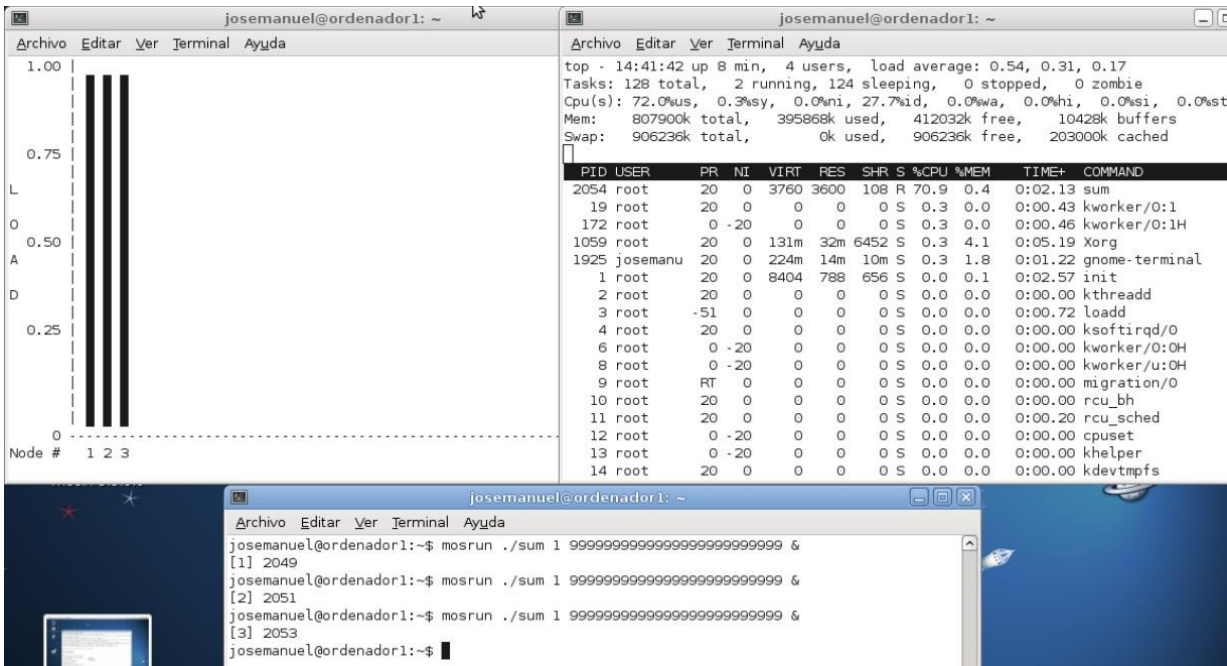 josemanuel@ordenador1: ~
Archivo Editar Ver Terminal Ayuda
1.00
0.75
L
O
0.50
A
D
0.25
0
Node # 1 2 3
josemanuel@ordenador1: ~
Archivo Editar Ver Terminal Ayuda
top - 14:41:42 up 8 min, 4 users, load average: 0.54, 0.31, 0.17
Tasks: 128 total, 2 running, 124 sleeping, 0 stopped, 0 zombie
Cpu(s): 72.0%us, 0.3%sy, 0.0%ni, 27.7%id, 0.0%wa, 0.0%hi, 0.0%si, 0.0%st
Mem: 807900k total, 395868k used, 412032k free, 10428k buffers
Swap: 906236k total, 0k used, 906236k free, 203000k cached
PID USER PR NI VIRT RES SHR S %CPU %MEM TIME+ COMMAND
2054 root 20 0 3760 3600 108 R 70.9 0.4 0:02.13 sum
19 root 20 0 0 0 0 S 0.3 0.0 0:00.43 kworker/0:1
172 root 0 -20 0 0 0 S 0.3 0.0 0:00.46 kworker/0:1H
1059 root 20 0 131m 32m 6452 S 0.3 4.1 0:05.19 Xorg
1925 josemanu 20 0 224m 14m 10m S 0.3 1.8 0:01.22 gnome-terminal
1 root 20 0 8404 788 656 S 0.0 0.1 0:02.57 init
2 root 20 0 0 0 0 S 0.0 0.0 0:00.00 kthreadd
3 root -51 0 0 0 0 S 0.0 0.0 0:00.72 loadd
4 root 20 0 0 0 0 S 0.0 0.0 0:00.00 ksoftirqd/0
6 root 0 -20 0 0 0 S 0.0 0.0 0:00.00 kworker/0:0H
8 root 0 -20 0 0 0 S 0.0 0.0 0:00.00 kworker/u:0H
9 root RT 0 0 0 0 S 0.0 0.0 0:00.00 migration/0
10 root 20 0 0 0 0 S 0.0 0.0 0:00.00 rcu_bh
11 root 20 0 0 0 0 S 0.0 0.0 0:00.20 rcu_sched
12 root 0 -20 0 0 0 S 0.0 0.0 0:00.00 cpuset
13 root 0 -20 0 0 0 S 0.0 0.0 0:00.00 khelper
14 root 20 0 0 0 0 S 0.0 0.0 0:00.00 kdevtmpfs
josemanuel@ordenador1: ~
Archivo Editar Ver Terminal Ayuda
josemanuel@ordenador1:~$ mosrun ./sum 1 9999999999999999999999999 &
[1] 2049
josemanuel@ordenador1:~$ mosrun ./sum 1 9999999999999999999999999 &
[2] 2051
josemanuel@ordenador1:~$ mosrun ./sum 1 9999999999999999999999999 &
[3] 2053
josemanuel@ordenador1:~$